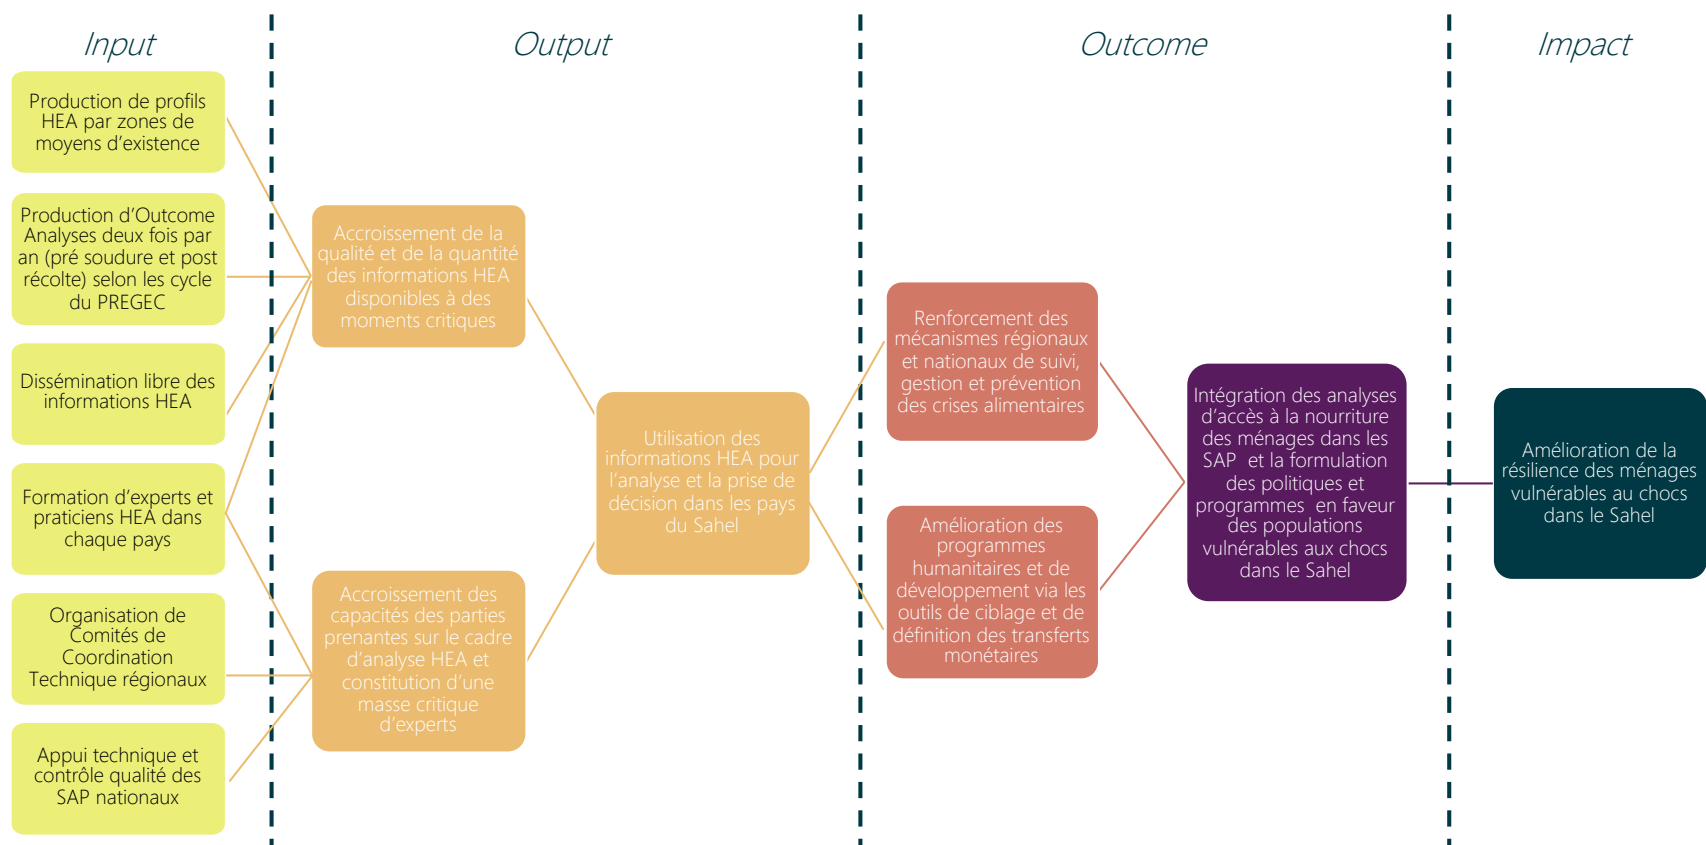 Input
Output
Outcome
Impact
Production de profils
HEA par zones de
moyens d'existence
Production d'Outcome
Analyses deux fois par
an (pré soudure et post
récolte) selon les cycle
du PREGEC
Dissémination libre des
informations HEA
Formation d'experts et
praticiens HEA dans
chaque pays
Organisation de
Comités de
Coordination
Technique régionaux
Appui technique et
contrôle qualité des
SAP nationaux
Accroissement de la
qualité et de la quantité
des informations HEA
disponibles à des
moments critiques
Accroissement des
capacités des parties
prenantes sur le cadre
d'analyse HEA et
constitution d'une
masse critique
d'experts
Utilisation des
informations HEA pour
l'analyse et la prise de
décision dans les pays
du Sahel
Renforcement des
mécanismes régionaux
et nationaux de suivi,
gestion et prévention
des crises alimentaires
Amélioration des
programmes
humanitaires et de
développement via les
outils de ciblage et de
définition des transferts
monétaires
Intégration des analyses
d'accès à la nourriture
des ménages dans les
SAP et la formulation
des politiques et
programmes en faveur
des populations
vulnérables aux chocs
dans le Sahel
Amélioration de la
résilience des ménages
vulnérables au chocs
dans le Sahel